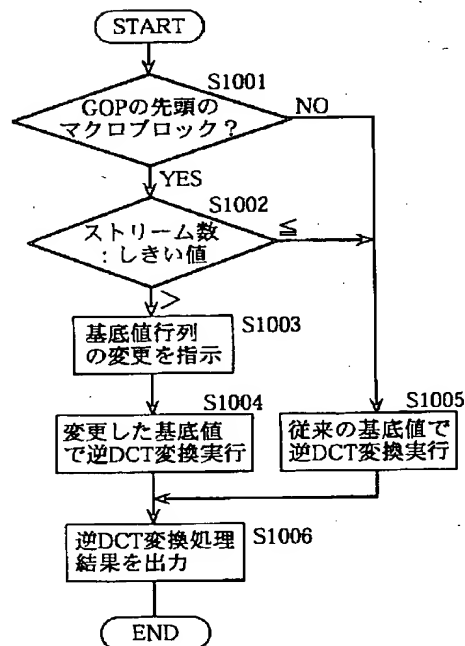 START
S1001
GOPの先頭の
マクロブロック?
NO
YES
S1002
ストリーム数
:しきい値
≦
>
基底値行列
の変更を指示
S1003
S1004
変更した基底値
で逆DCT変換実行
S1005
従来の基底値で
逆DCT変換実行
逆DCT変換処理
結果を出力
S1006
END